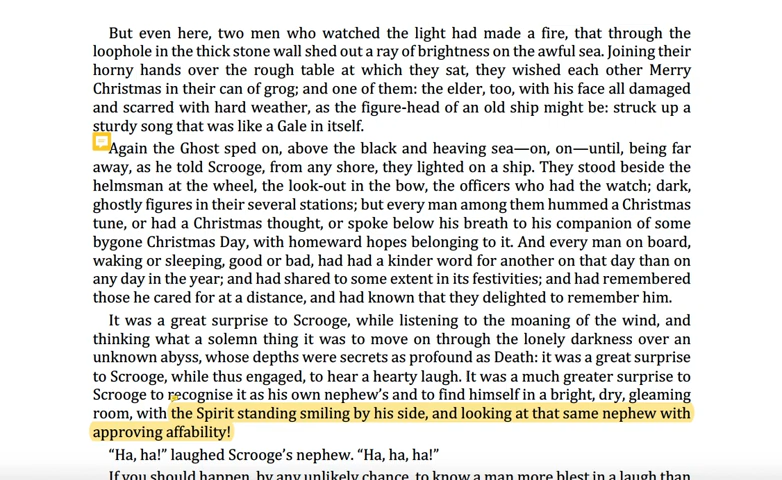 But even here, two men who watched the light had made a fire, that through the
loophole in the thick stone wall shed out a ray of brightness on the awful sea. Joining their
horny hands over the rough table at which they sat, they wished each other Merry
Christmas in their can of grog; and one of them: the elder, too, with his face all damaged
and scarred with hard weather, as the figure-head of an old ship might be: struck up a
sturdy song that was like a Gale in itself.
Again the Ghost sped on, above the black and heaving sea—on, on—until, being far
away, as he told Scrooge, from any shore, they lighted on a ship. They stood beside the
helmsman at the wheel, the look-out in the bow, the officers who had the watch; dark,
ghostly figures in their several stations; but every man among them hummed a Christmas
tune, or had a Christmas thought, or spoke below his breath to his companion of some
bygone Christmas Day, with homeward hopes belonging to it. And every man on board,
waking or sleeping, good or bad, had had a kinder word for another on that day than on
any day in the year; and had shared to some extent in its festivities; and had remembered
those he cared for at a distance, and had known that they delighted to remember him.
It was a great surprise to Scrooge, while listening to the moaning of the wind, and
thinking what a solemn thing it was to move on through the lonely darkness over an
unknown abyss, whose depths were secrets as profound as Death: it was a great surprise
to Scrooge, while thus engaged, to hear a hearty laugh. It was a much greater surprise to
Scrooge to recognise it as his own nephew's and to find himself in a bright, dry, gleaming
room, with the Spirit standing smiling by his side, and looking at that same nephew with
approving affability!
“Ha, ha!” laughed Scrooge's nephew. “Ha, ha, ha!”
If you should happen, by any unlikely chance, to know a man more blest in a laugh than